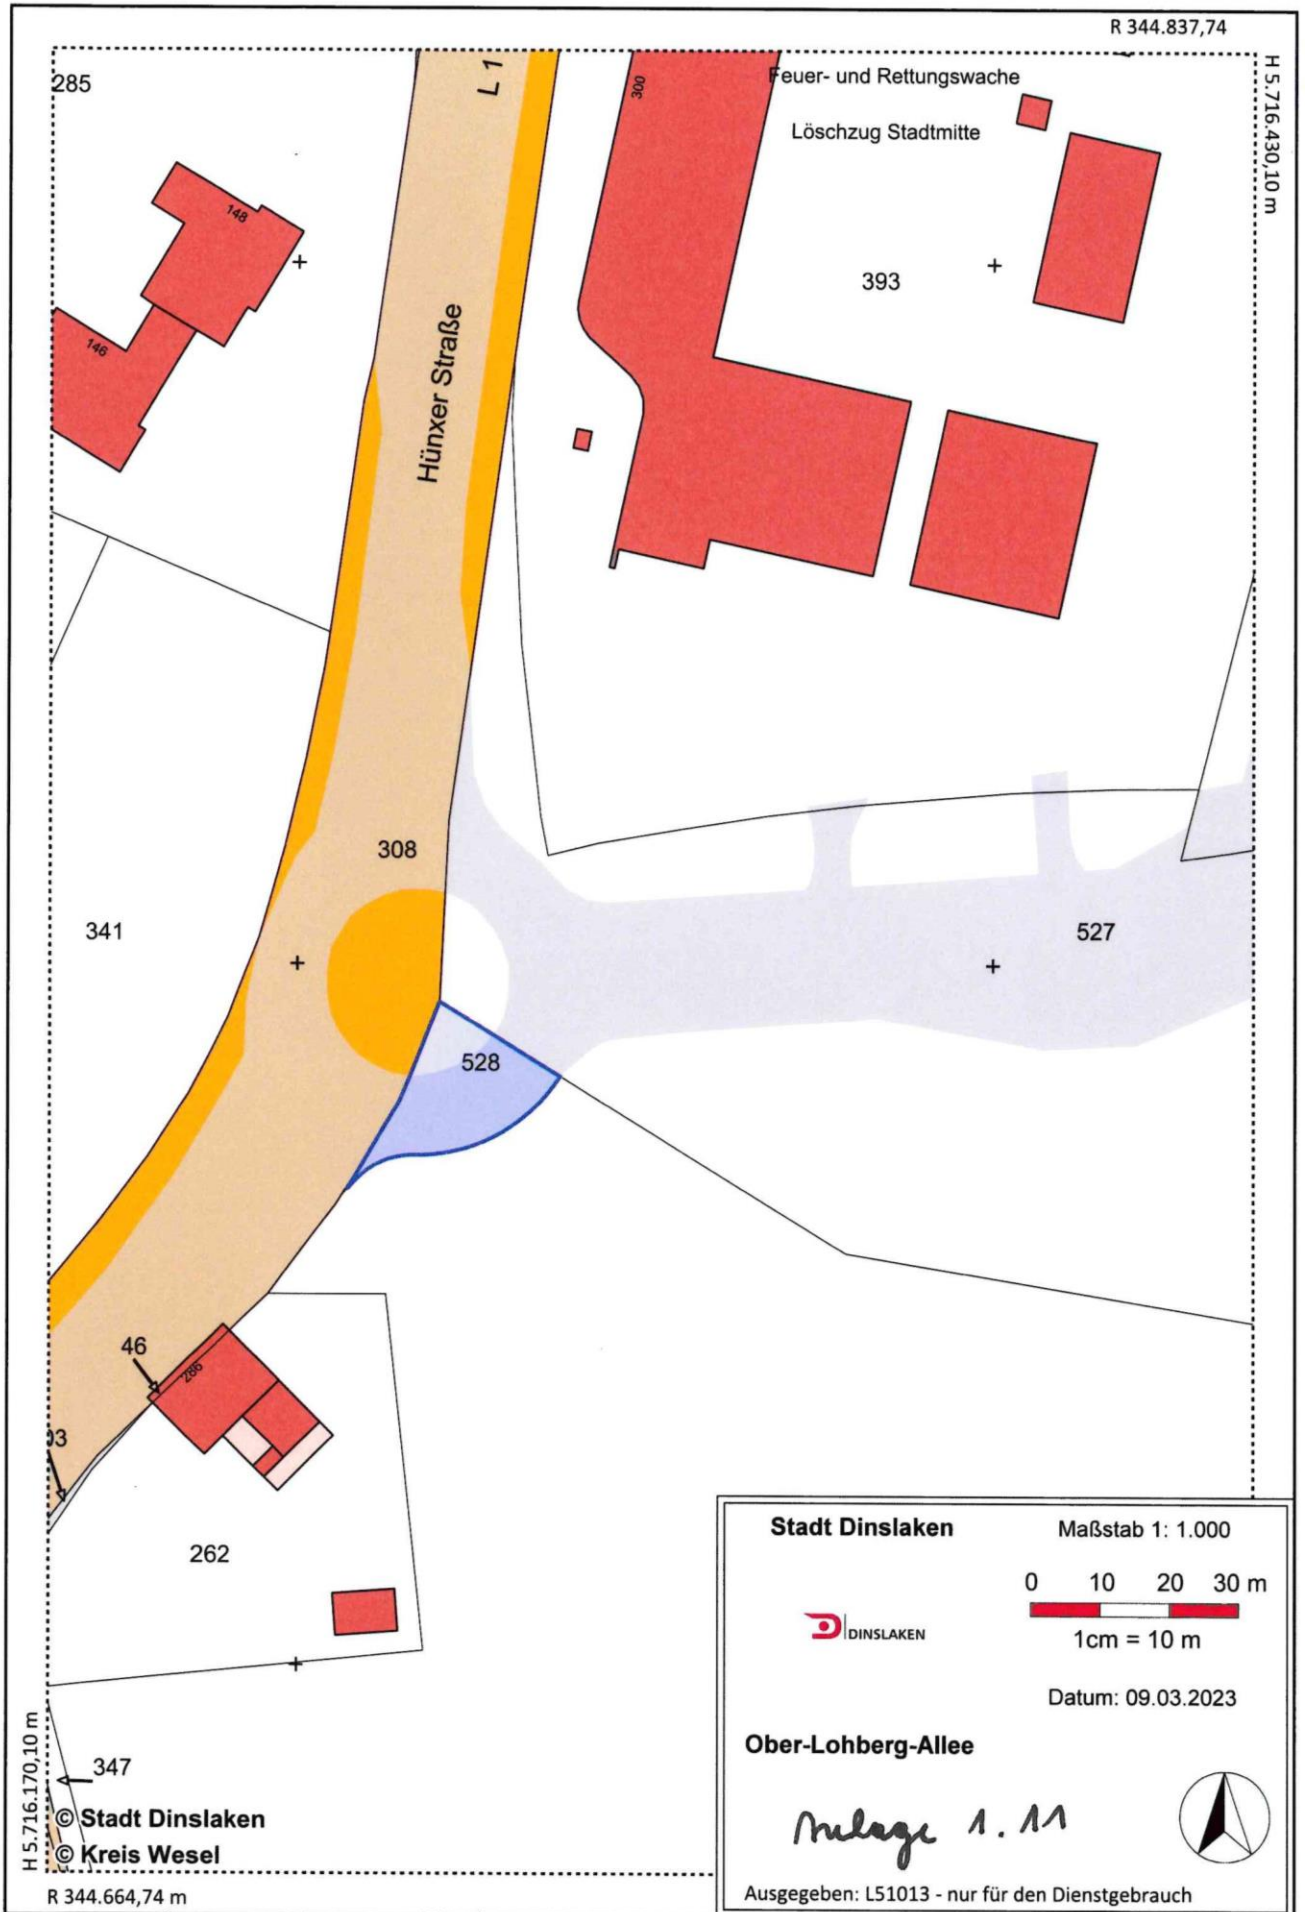 R 344.837,74
H 5.716.430,10 m
285
L 1
300
Feuer- und Rettungswache
Löschzug Stadtmitte
148
393
146
Hünxer Straße
308
341
527
528
46
286
03
262
347
H 5.716.170,10 m
© Stadt Dinslaken
© Kreis Wesel
R 344.664,74 m
Stadt Dinslaken
Maßstab 1: 1.000
0 10 20 30 m
DINSLAKEN
1cm = 10 m
Datum: 09.03.2023
Ober-Lohberg-Allee
Anlage 1.11
Ausgegeben: L51013 - nur für den Dienstgebrauch